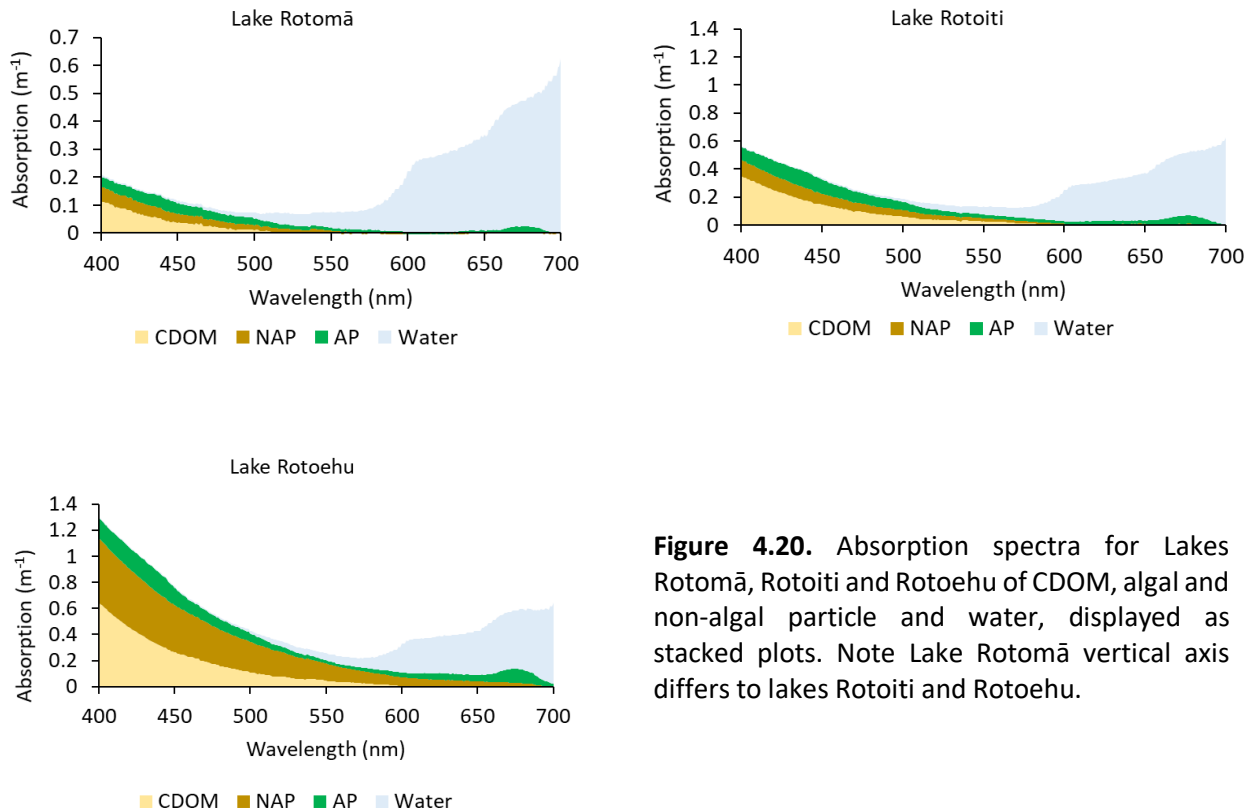 Lake Rotomā
0.7
0.6
0.5
0.4
0.3
0.2
0.1
0
Absorption (m-1)
400 450 500 550 600 650 700
Wavelength (nm)
CDOM NAP AP Water
Lake Rotoiti
1.4
1.2
1
0.8
0.6
0.4
0.2
0
Absorption (m-1)
400 450 500 550 600 650 700
Wavelength (nm)
CDOM NAP AP Water
Lake Rotoehu
1.4
1.2
1
0.8
0.6
0.4
0.2
0
Absorption (m-1)
400 450 500 550 600 650 700
Wavelength (nm)
CDOM NAP AP Water
Figure 4.20. Absorption spectra for Lakes
Rotomā, Rotoiti and Rotoehu of CDOM, algal and
non-algal particle and water, displayed as
stacked plots. Note Lake Rotomā vertical axis
differs to lakes Rotoiti and Rotoehu.